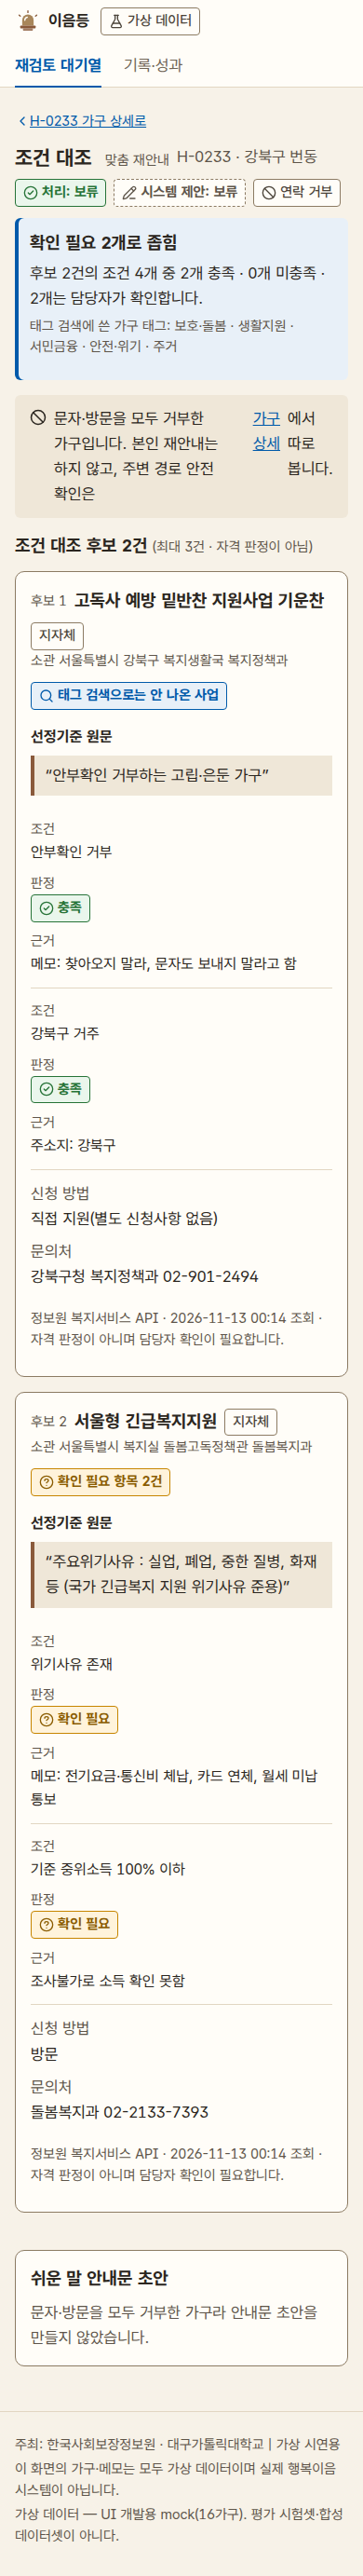 이음등 가상 데이터
재검토 대기열 기록·성과
H-0233 가구 상세로
조건 대조 맞춤 재안내 H-0233 · 강북구 번동
처리: 보류 시스템 제안: 보류 연락 거부
확인 필요 2개로 좁힘
후보 2건의 조건 4개 중 2개 충족 · 0개 미충족 ·
2개는 담당자가 확인합니다.
태그 검색에 쓴 가구 태그: 보호·돌봄 · 생활지원 ·
서민금융 · 안전·위기 · 주거
문자·방문을 모두 거부한
가구입니다. 본인 재안내는
하지 않고, 주변 경로 안전
확인은
가구
상세
에서
따로
봅니다.
조건 대조 후보 2건 (최대 3건 · 자격 판정이 아님)
후보 1 고독사 예방 밑반찬 지원사업 기운찬
지자체
소관 서울특별시 강북구 복지생활국 복지정책과
태그 검색으로는 안 나온 사업
선정기준 원문
“안부확인 거부하는 고립·은둔 가구”
조건
안부확인 거부
판정
충족
근거
메모: 찾아오지 말라, 문자도 보내지 말라고 함
조건
강북구 거주
판정
충족
근거
주소지: 강북구
신청 방법
직접 지원(별도 신청사항 없음)
문의처
강북구청 복지정책과 02-901-2494
정보원 복지서비스 API · 2026-11-13 00:14 조회 ·
자격 판정이 아니며 담당자 확인이 필요합니다.
후보 2 서울형 긴급복지지원 지자체
소관 서울특별시 복지실 돌봄고독정책관 돌봄복지과
확인 필요 항목 2건
선정기준 원문
“주요위기사유 : 실업, 폐업, 중한 질병, 화재
등 (국가 긴급복지 지원 위기사유 준용)”
조건
위기사유 존재
판정
확인 필요
근거
메모: 전기요금·통신비 체납, 카드 연체, 월세 미납
통보
조건
기준 중위소득 100% 이하
판정
확인 필요
근거
조사불가로 소득 확인 못함
신청 방법
방문
문의처
돌봄복지과 02-2133-7393
정보원 복지서비스 API · 2026-11-13 00:14 조회 ·
자격 판정이 아니며 담당자 확인이 필요합니다.
쉬운 말 안내문 초안
문자·방문을 모두 거부한 가구라 안내문 초안을
만들지 않았습니다.
주최: 한국사회보장정보원 · 대구가톨릭대학교 | 가상 시연용
이 화면의 가구·메모는 모두 가상 데이터이며 실제 행복이음
시스템이 아닙니다.
가상 데이터 — UI 개발용 mock(16가구). 평가 시험셋·합성
데이터셋이 아니다.